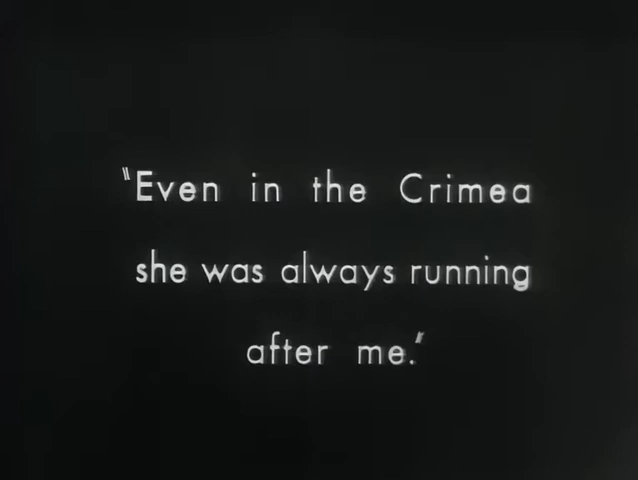 "Even in the Crimea
she was always running
after me."